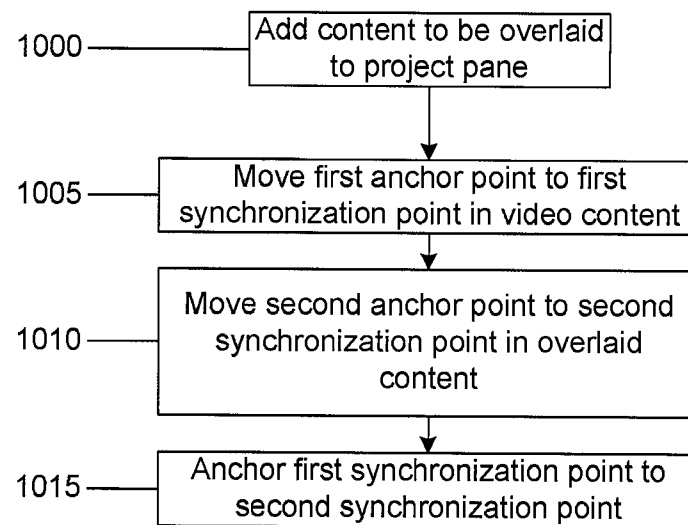 1000
Add content to be overlaid
to project pane
1005
Move first anchor point to first
synchronization point in video content
1010
Move second anchor point to second
synchronization point in overlaid
content
1015
Anchor first synchronization point to
second synchronization point